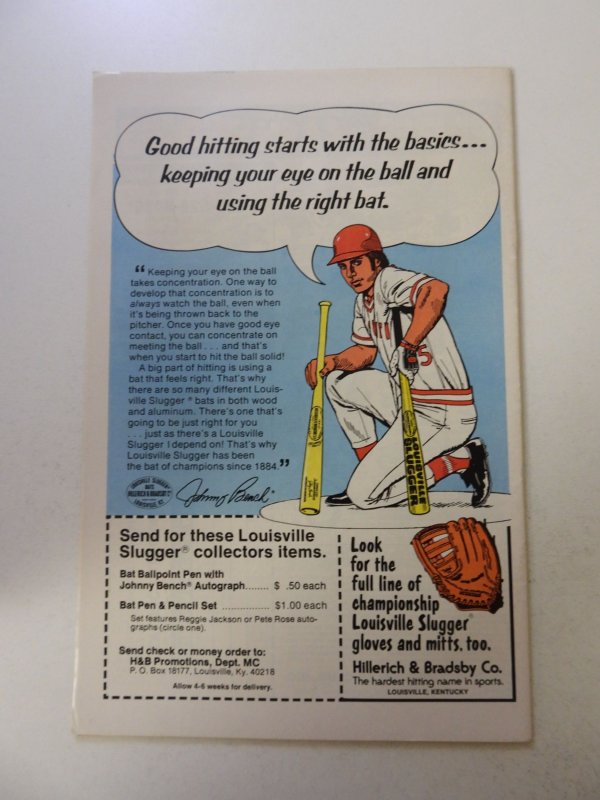 Good hitting starts with the basics...
keeping your eye on the ball and
using the right bat.
“ Keeping your eye on the ball
takes concentration. One way to
develop that concentration is to
always watch the ball, even when
it's being thrown back to the
pitcher. Once you have good eye
contact, you can concentrate on
meeting the ball . . . and that's
when you start to hit the ball solid!
A big part of hitting is using a
bat that feels right. That's why
there are so many different Louis-
ville Slugger® bats in both wood
and aluminum. There's one that's
going to be just right for you
. . . just as there's a Louisville
Slugger I depend on! That's why
Louisville Slugger has been
the bat of champions since 1884.”
LOUISVILLE SLUGGER
BATS
HILLERICH & BRADSBY Co
LOUISVILLE, KY.
Johnny Bench
5
LOUISVILLE
SLUGGER
Send for these Louisville
Slugger® collectors items.
Bat Ballpoint Pen with
Johnny Bench® Autograph....... $ .50 each
Bat Pen & Pencil Set ............... $1.00 each
Set features Reggie Jackson or Pete Rose auto-
graphs (circle one).
Send check or money order to:
H&B Promotions, Dept. MC
P. O. Box 18177, Louisville, Ky. 40218
Allow 4-6 weeks for delivery.
Look
for the
full line of
championship
Louisville Slugger®
gloves and mitts, too.
Hillerich & Bradsby Co.
The hardest hitting name in sports.
LOUISVILLE, KENTUCKY